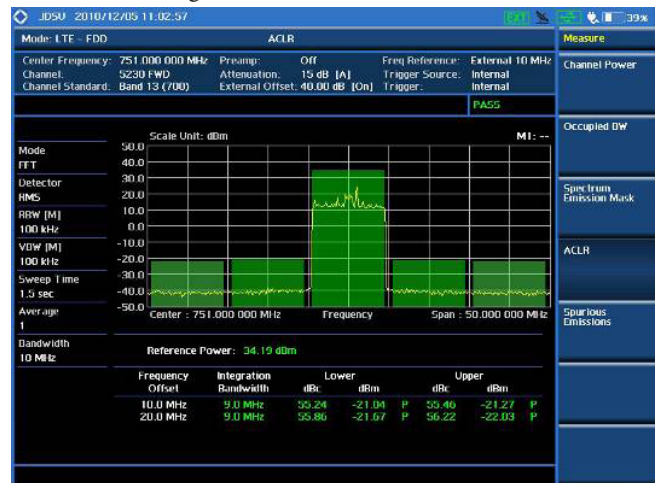 JDSU 2010/12/05 11:02:57 EXT 39%
Mode: LTE - FDD ACLR Measure
Center Frequency: 751.000 000 MHz Preamp: Off Freq Reference: External 10 MHz
Channel: 5230 FWD Attenuation: 15 dB [A] Trigger Source: Internal
Channel Standard: Band 13 (700) External Offset: 40.00 dB [On] Trigger: Internal
Channel Power
PASS
Scale Unit: dBm M1: --
Occupied BW
Mode
FFT
Detector
RMS
RBW [M]
100 kHz
VBW [M]
100 kHz
Sweep Time
1.5 sec
Average
1
Bandwidth
10 MHz
50.0
40.0
30.0
20.0
10.0
0.0
-10.0
-20.0
-30.0
-40.0
-50.0
Center : 751.000 000 MHz Frequency Span : 50.000 000 MHz
Spectrum
Emission Mask
ACLR
Spurious
Emissions
Reference Power: 34.19 dBm
Frequency Integration Lower Upper
Offset Bandwidth dBc dBm dBc dBm
10.0 MHz 9.0 MHz 55.24 -21.04 P 55.46 -21.27 P
20.0 MHz 9.0 MHz 55.86 -21.67 P 56.22 -22.03 P